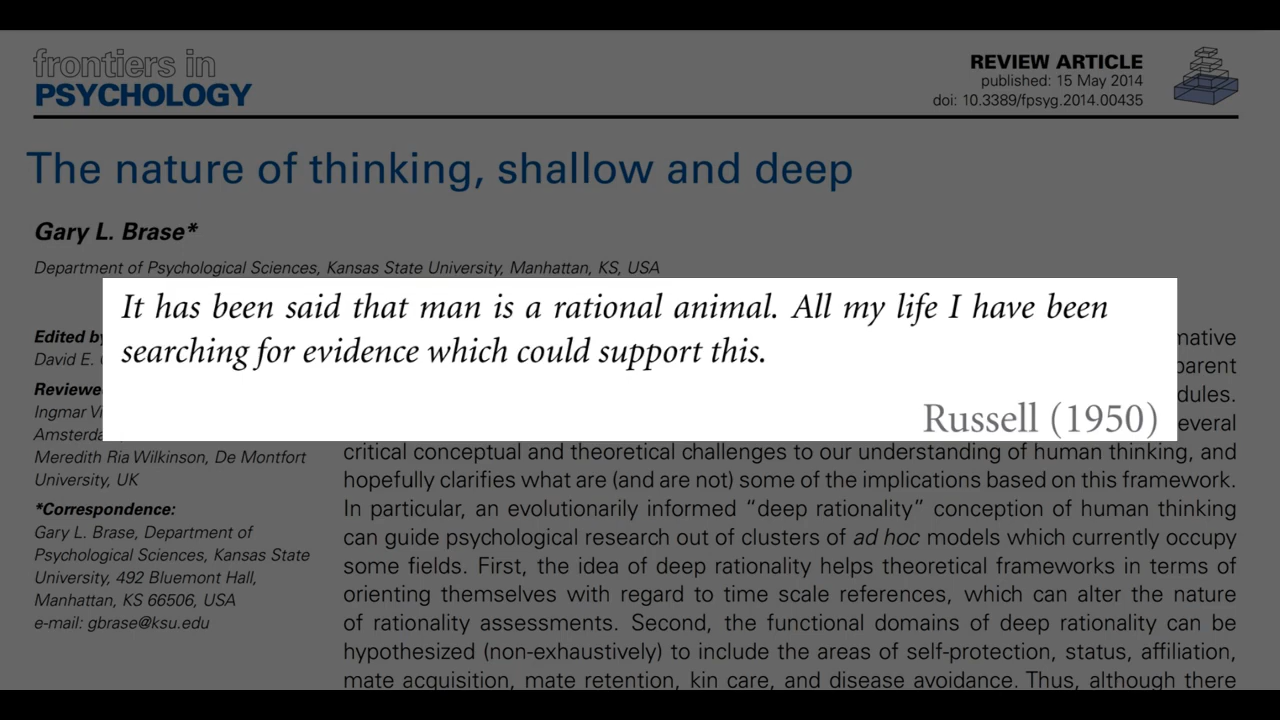 frontiers in
PSYCHOLOGY
REVIEW ARTICLE
published: 15 May 2014
doi: 10.3389/fpsyg.2014.00435
The nature of thinking, shallow and deep
Gary L. Brase*
Department of Psychological Sciences, Kansas State University, Manhattan, KS, USA
It has been said that man is a rational animal. All my life I have been
searching for evidence which could support this.
Russell (1950)
Edited by
David E.
Reviewe
Ingmar Vi
Amsterda
Meredith Ria Wilkinson, De Montfort
University, UK
*Correspondence:
Gary L. Brase, Department of
Psychological Sciences, Kansas State
University, 492 Bluemont Hall,
Manhattan, KS 66506, USA
e-mail: gbrase@ksu.edu
mative
parent
dules.
everal
critical conceptual and theoretical challenges to our understanding of human thinking, and
hopefully clarifies what are (and are not) some of the implications based on this framework.
In particular, an evolutionarily informed “deep rationality” conception of human thinking
can guide psychological research out of clusters of ad hoc models which currently occupy
some fields. First, the idea of deep rationality helps theoretical frameworks in terms of
orienting themselves with regard to time scale references, which can alter the nature
of rationality assessments. Second, the functional domains of deep rationality can be
hypothesized (non-exhaustively) to include the areas of self-protection, status, affiliation,
mate acquisition, mate retention, kin care, and disease avoidance. Thus, although there